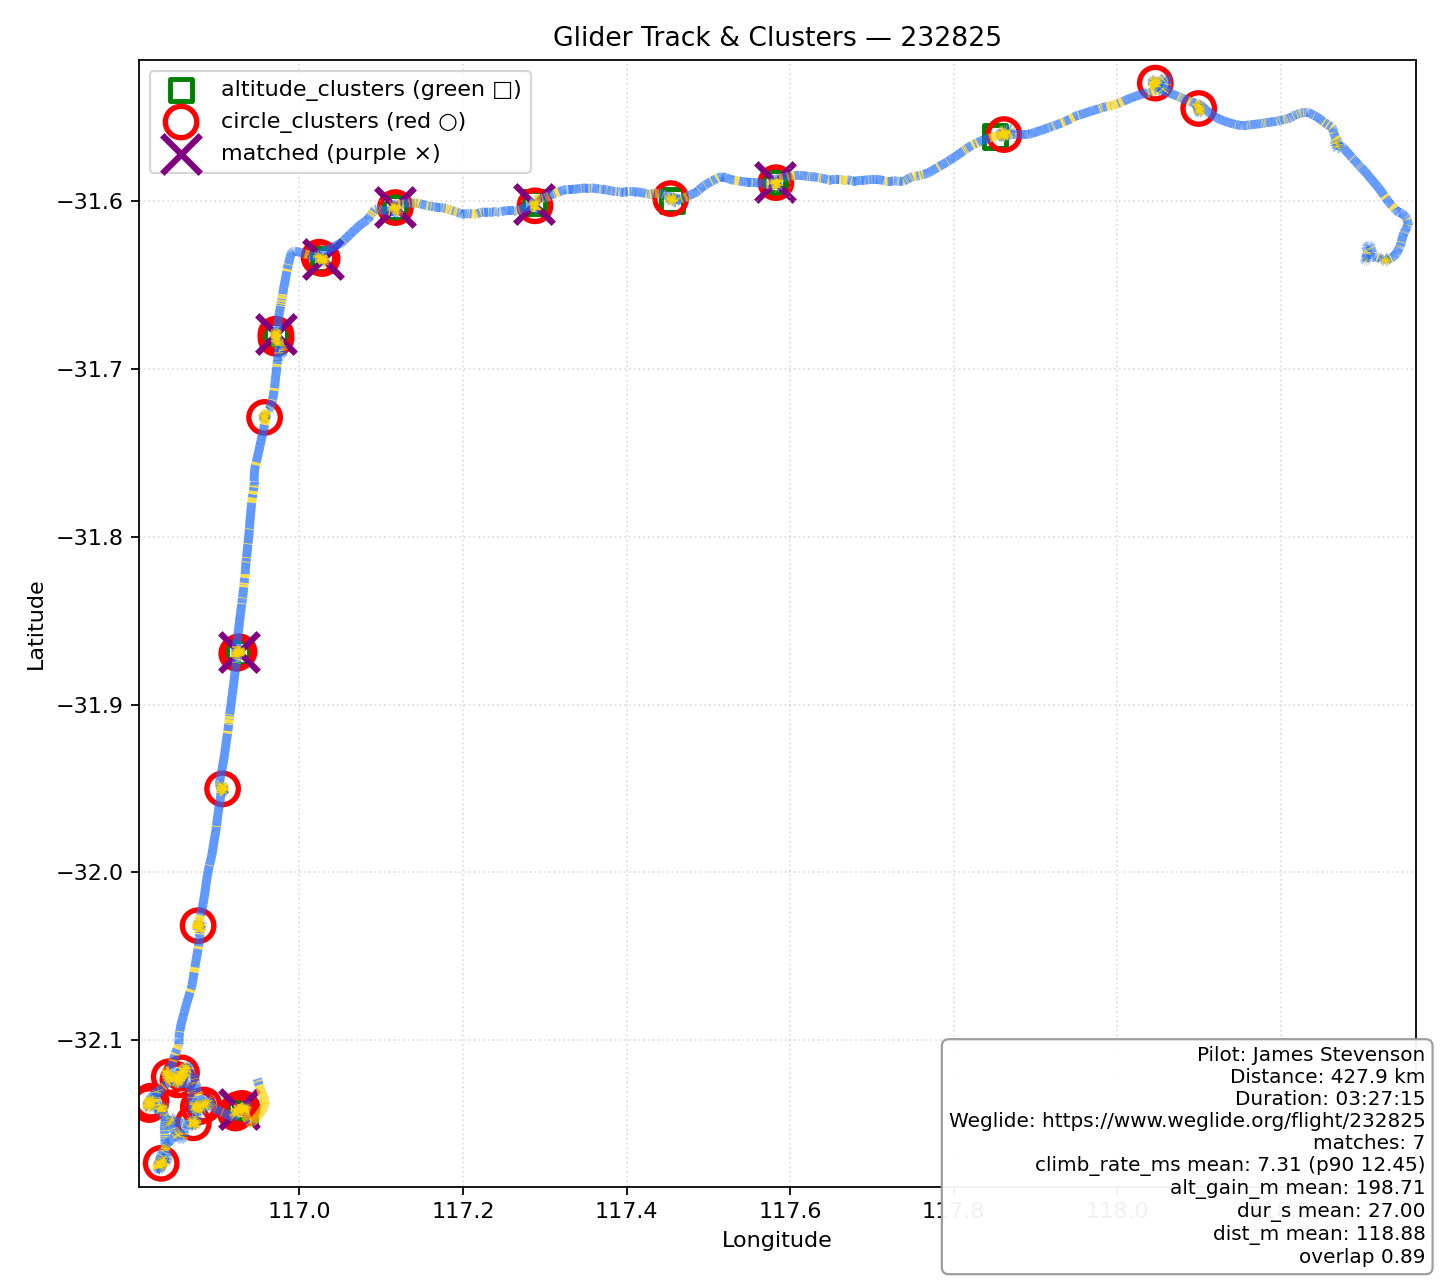 Glider Track & Clusters — 232825
altitude_clusters (green □)
circle_clusters (red ○)
matched (purple ×)
−31.6
−31.7
−31.8
−31.9
−32.0
−32.1
Latitude
117.0
117.2
117.4
117.6
117.8
118.0
Longitude
Pilot: James Stevenson
Distance: 427.9 km
Duration: 03:27:15
Weglide: https://www.weglide.org/flight/232825
matches: 7
climb_rate_ms mean: 7.31 (p90 12.45)
alt_gain_m mean: 198.71
dur_s mean: 27.00
dist_m mean: 118.88
overlap 0.89